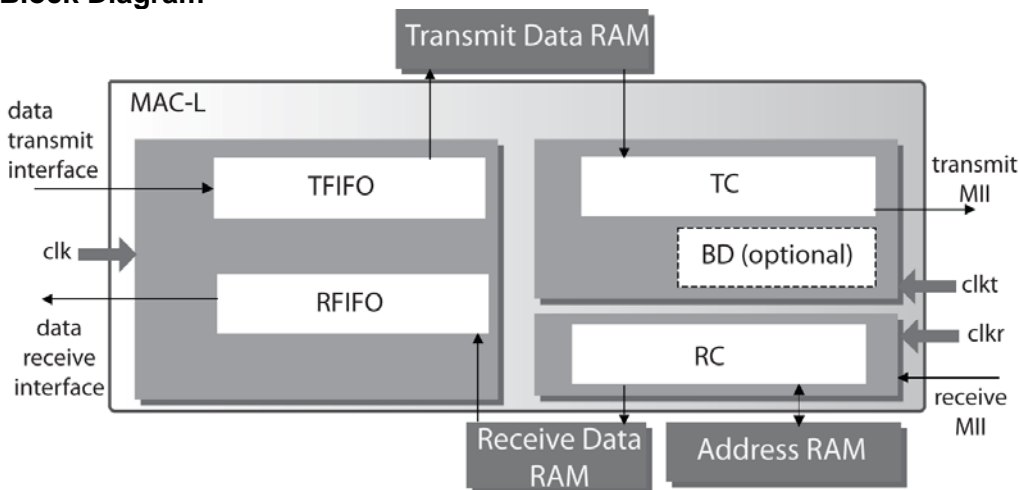 Block Diagram
Transmit Data RAM
MAC-L
data
transmit
interface
TFIFO
TC
transmit
MII
clk
BD (optional)
clkt
RFIFO
data
receive
interface
clkr
RC
receive
MII
Receive Data
RAM
Address RAM